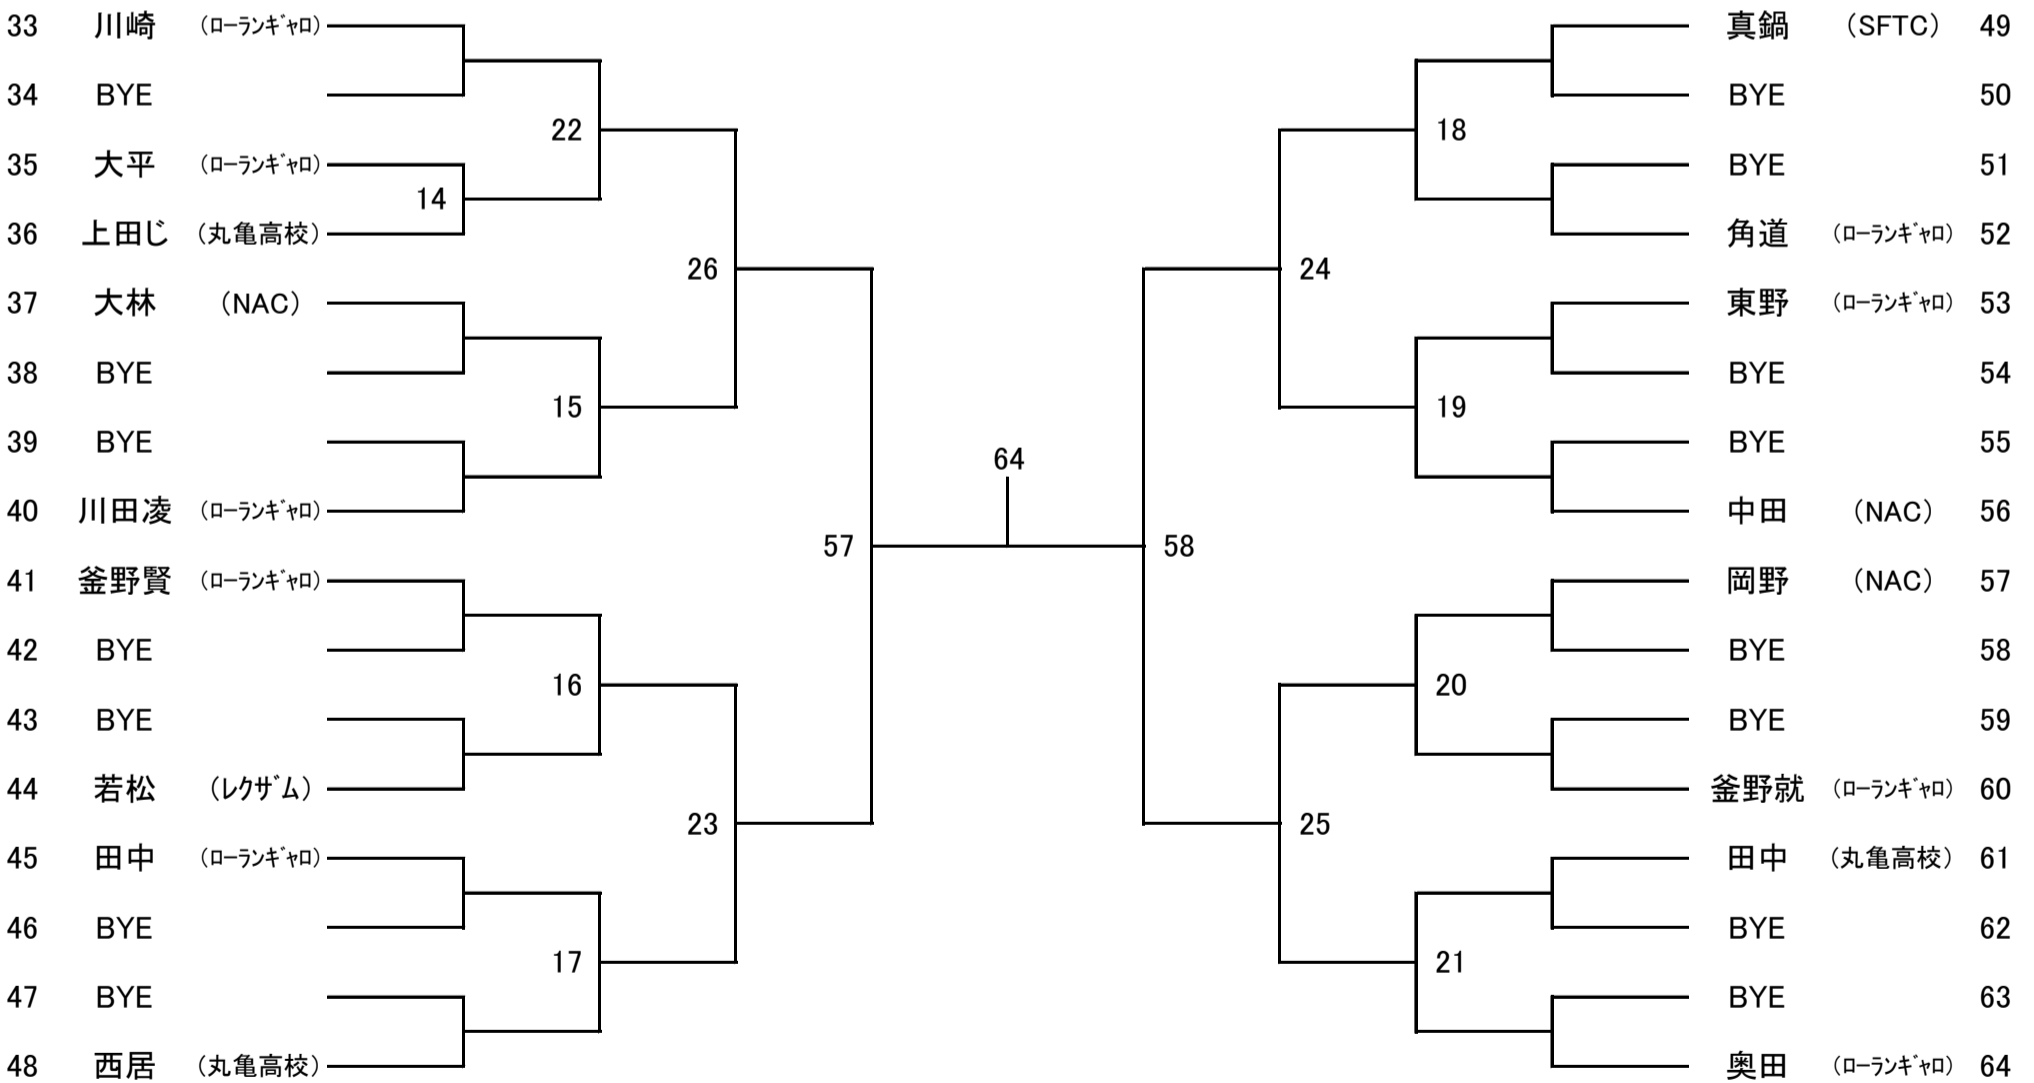 33 川崎 （ﾛｰﾗﾝｷﾞｬﾛ）
34 BYE
22
35 大平 （ﾛｰﾗﾝｷﾞｬﾛ）
14
36 上田じ （丸亀高校）
26
37 大林 （NAC）
38 BYE
15
39 BYE
40 川田凌 （ﾛｰﾗﾝｷﾞｬﾛ）
57
41 釜野賢 （ﾛｰﾗﾝｷﾞｬﾛ）
42 BYE
16
43 BYE
44 若松 （ﾚｸｻﾞﾑ）
23
45 田中 （ﾛｰﾗﾝｷﾞｬﾛ）
46 BYE
17
47 BYE
48 西居 （丸亀高校）
64
真鍋 （SFTC） 49
BYE 50
18
BYE 51
角道 （ﾛｰﾗﾝｷﾞｬﾛ） 52
24
東野 （ﾛｰﾗﾝｷﾞｬﾛ） 53
BYE 54
19
BYE 55
中田 （NAC） 56
58
岡野 （NAC） 57
BYE 58
20
BYE 59
釜野就 （ﾛｰﾗﾝｷﾞｬﾛ） 60
25
田中 （丸亀高校） 61
BYE 62
21
BYE 63
奥田 （ﾛｰﾗﾝｷﾞｬﾛ） 64